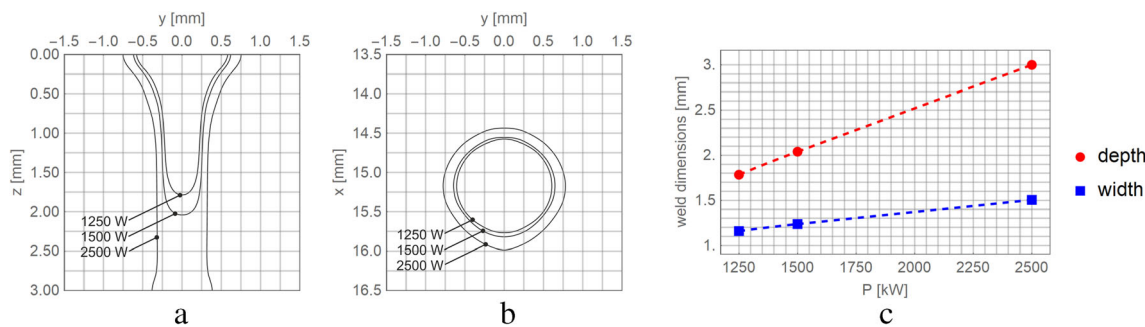 y [mm]
−1.5 −1.0 −0.5 0.0 0.5 1.0 1.5
0.00
0.50
1.00
1.50
2.00
2.50
3.00
z [mm]
1250 W
1500 W
2500 W
a
y [mm]
−1.5 −1.0 −0.5 0.0 0.5 1.0 1.5
13.5
14.0
14.5
15.0
15.5
16.0
16.5
x [mm]
1250 W
1500 W
2500 W
b
3.
2.5
2.
1.5
1.
weld dimensions [mm]
1250 1500 1750 2000 2250 2500
P [kW]
depth
width
c